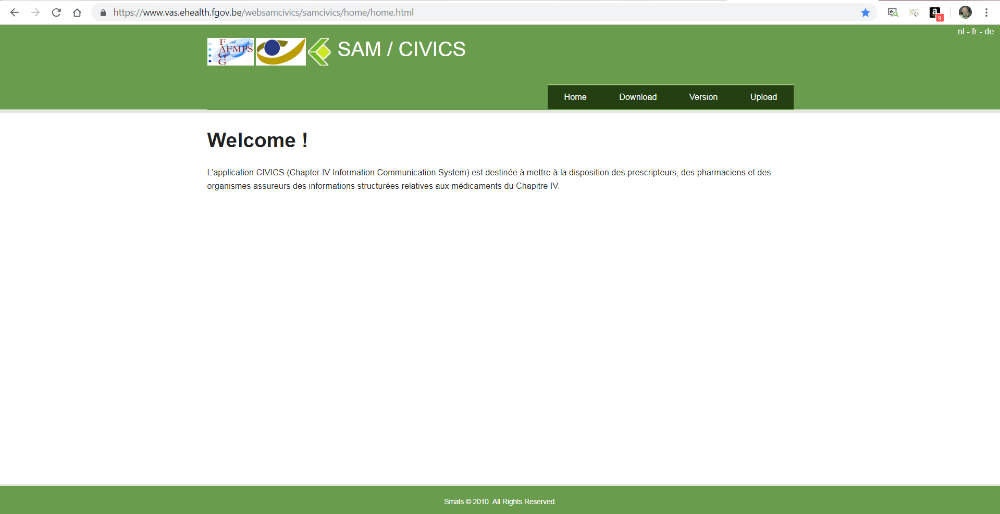 https://www.vas.ehealth.fgov.be/websamcivics/samcivics/home/home.html
9
nl - fr - de
F
AFMPS
G
G
SAM / CIVICS
Home Download Version Upload
Welcome !
L’application CIVICS (Chapter IV Information Communication System) est destinée à mettre à la disposition des prescripteurs, des pharmaciens et des
organismes assureurs des informations structurées relatives aux médicaments du Chapitre IV.
Smals © 2010. All Rights Reserved.